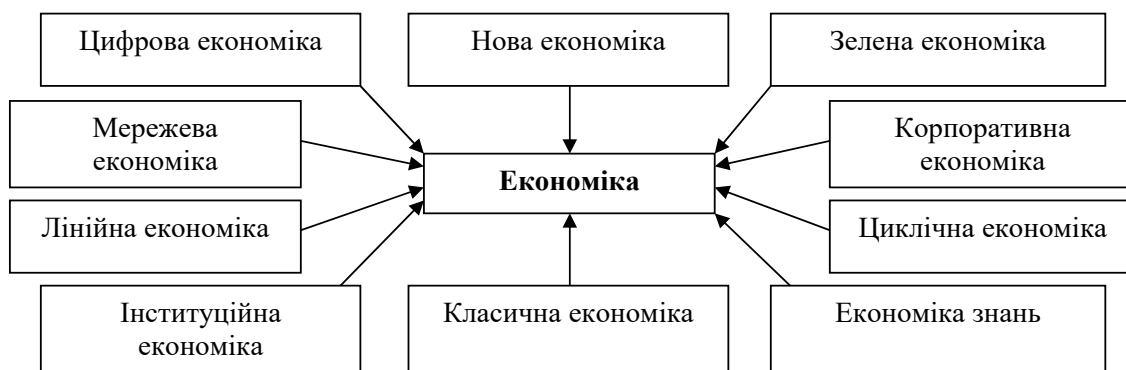 Цифрова економіка
Нова економіка
Зелена економіка
Мережева
економіка
Корпоративна
економіка
Економіка
Лінійна економіка
Циклічна економіка
Інституційна
економіка
Класична економіка
Економіка знань